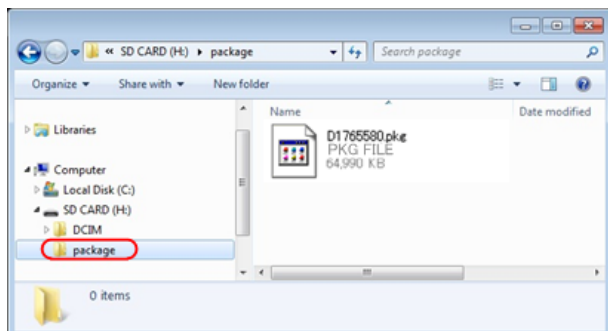 « SD CARD (H:) ▸ package
Search package
Organize ▼ Share with ▼ New folder
Name Date modified
D1765580.pkg
PKG FILE
64,990 KB
Libraries
Computer
Local Disk (C:)
SD CARD (H:)
DCIM
package
0 items